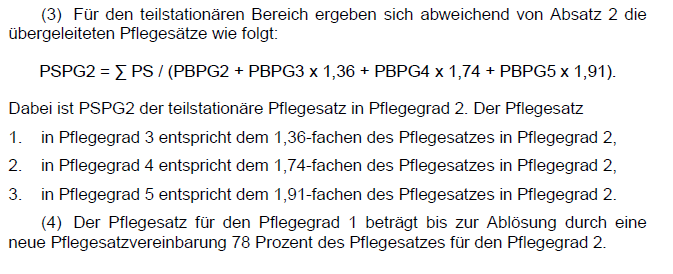 (3) Für den teilstationären Bereich ergeben sich abweichend von Absatz 2 die
übergeleiteten Pflegesätze wie folgt:
PSPG2 = ∑ PS / (PBPG2 + PBPG3 x 1,36 + PBPG4 x 1,74 + PBPG5 x 1,91).
Dabei ist PSPG2 der teilstationäre Pflegesatz in Pflegegrad 2. Der Pflegesatz
1. in Pflegegrad 3 entspricht dem 1,36-fachen des Pflegesatzes in Pflegegrad 2,
2. in Pflegegrad 4 entspricht dem 1,74-fachen des Pflegesatzes in Pflegegrad 2,
3. in Pflegegrad 5 entspricht dem 1,91-fachen des Pflegesatzes in Pflegegrad 2.
(4) Der Pflegesatz für den Pflegegrad 1 beträgt bis zur Ablösung durch eine
neue Pflegesatzvereinbarung 78 Prozent des Pflegesatzes für den Pflegegrad 2.